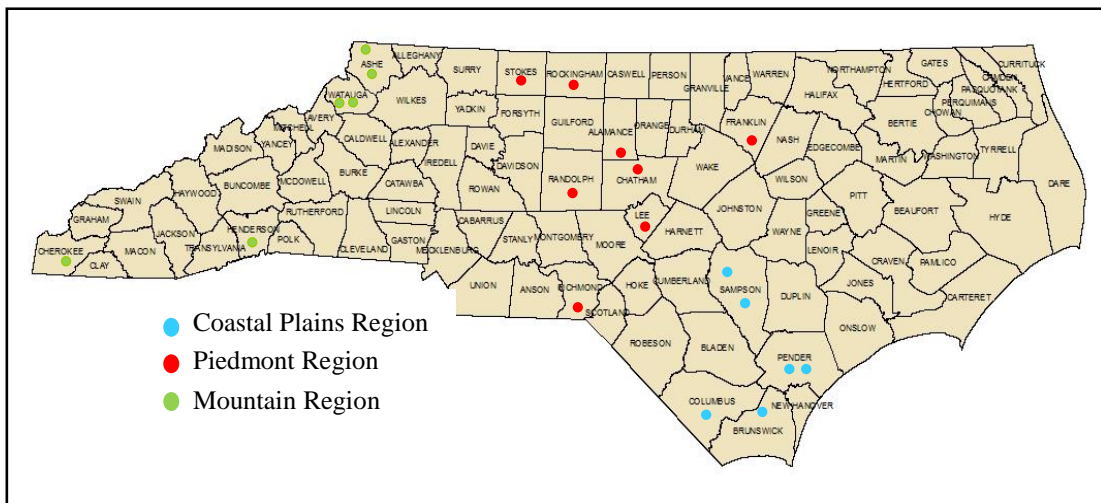 ASHE
ALLEGHANY
SURRY
STOKES
ROCKINGHAM
CASWELL
PERSON
GRANVILLE
VANCE
WARREN
NORTHAMPTON
GATES
CURRITUCK
CAMDEN
PASQUOTANK
PERQUIMANS
CHOWAN
HERTFORD
HALIFAX
BERTIE
WATAUGA
WILKES
YADKIN
FORSYTH
GUILFORD
ALAMANCE
ORANGE
DURHAM
FRANKLIN
NASH
EDGECOMBE
MARTIN
WASHINGTON
TYRRELL
DARE
AVERY
MITCHELL
YANCEY
MADISON
CALDWELL
ALEXANDER
IREDELL
DAVIE
DAVIDSON
RANDOLPH
CHATHAM
WAKE
WILSON
PITT
BEAUFORT
HYDE
BUNCOMBE
MCDOWELL
BURKE
CATAWBA
ROWAN
HAYWOOD
SWAIN
GRAHAM
CHEROKEE
CLAY
MACON
JACKSON
TRANSYLVANIA
HENDERSON
POLK
RUTHERFORD
CLEVELAND
LINCOLN
GASTON
MECKLENBURG
CABARRUS
STANLY
MONTGOMERY
MOORE
LEE
HARNETT
JOHNSTON
WAYNE
GREENE
LENOIR
CRAVEN
PAMLICO
JONES
CARTERET
UNION
ANSON
RICHMOND
SCOTLAND
HOKE
CUMBERLAND
SAMPSON
DUPLIN
ONSLOW
ROBESON
BLADEN
PENDER
COLUMBUS
NEW HANOVER
BRUNSWICK
Coastal Plains Region
Piedmont Region
Mountain Region